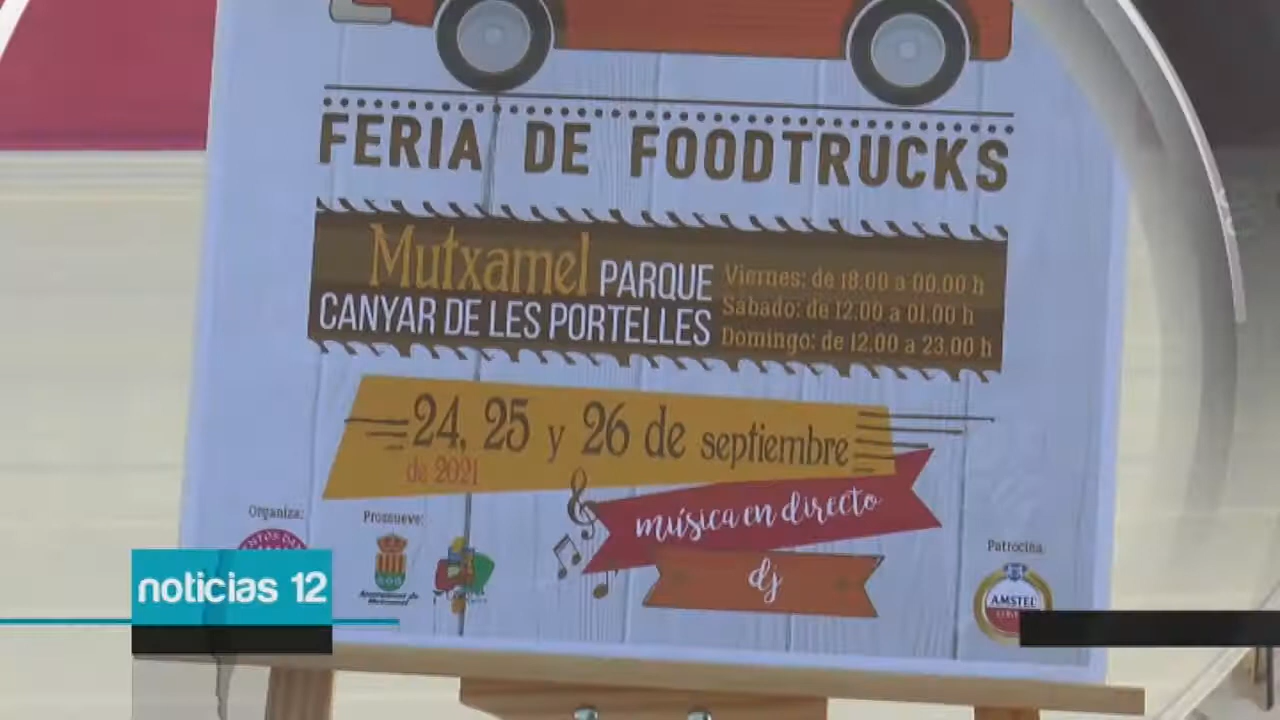 FERIA DE FOODTRUCKS
Mutxamel PARQUE
CANYAR DE LES PORTELLES
Viernes: de 18.00 a 00.00 h
Sábado: de 12.00 a 01.00 h
Domingo: de 12.00 a 23.00 h
24, 25 y 26 de septiembre
de 2021
música en directo
dj
Organiza:
Promueve:
Patrocina:
AMSTEL
noticias 12